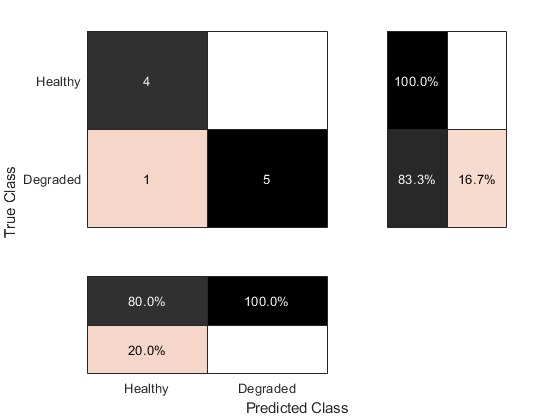 Healthy
4
100.0%
Degraded
1
5
83.3%
16.7%
True Class
80.0%
100.0%
20.0%
Healthy
Degraded
Predicted Class